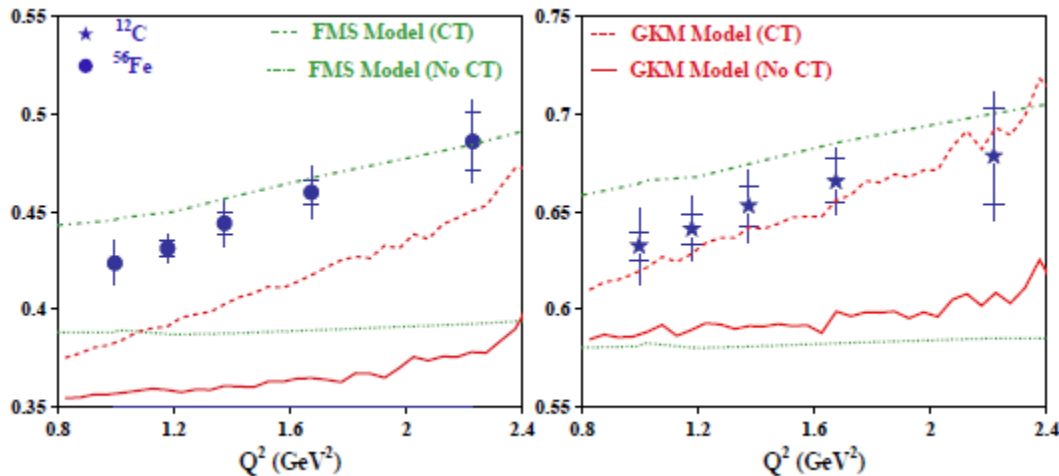 0.55
0.5
0.45
0.4
0.35
0.8
1.2
1.6
2
2.4
Q² (GeV²)
¹²C
⁵⁶Fe
FMS Model (CT)
FMS Model (No CT)
0.75
0.7
0.65
0.6
0.55
0.8
1.2
1.6
2
2.4
Q² (GeV²)
GKM Model (CT)
GKM Model (No CT)